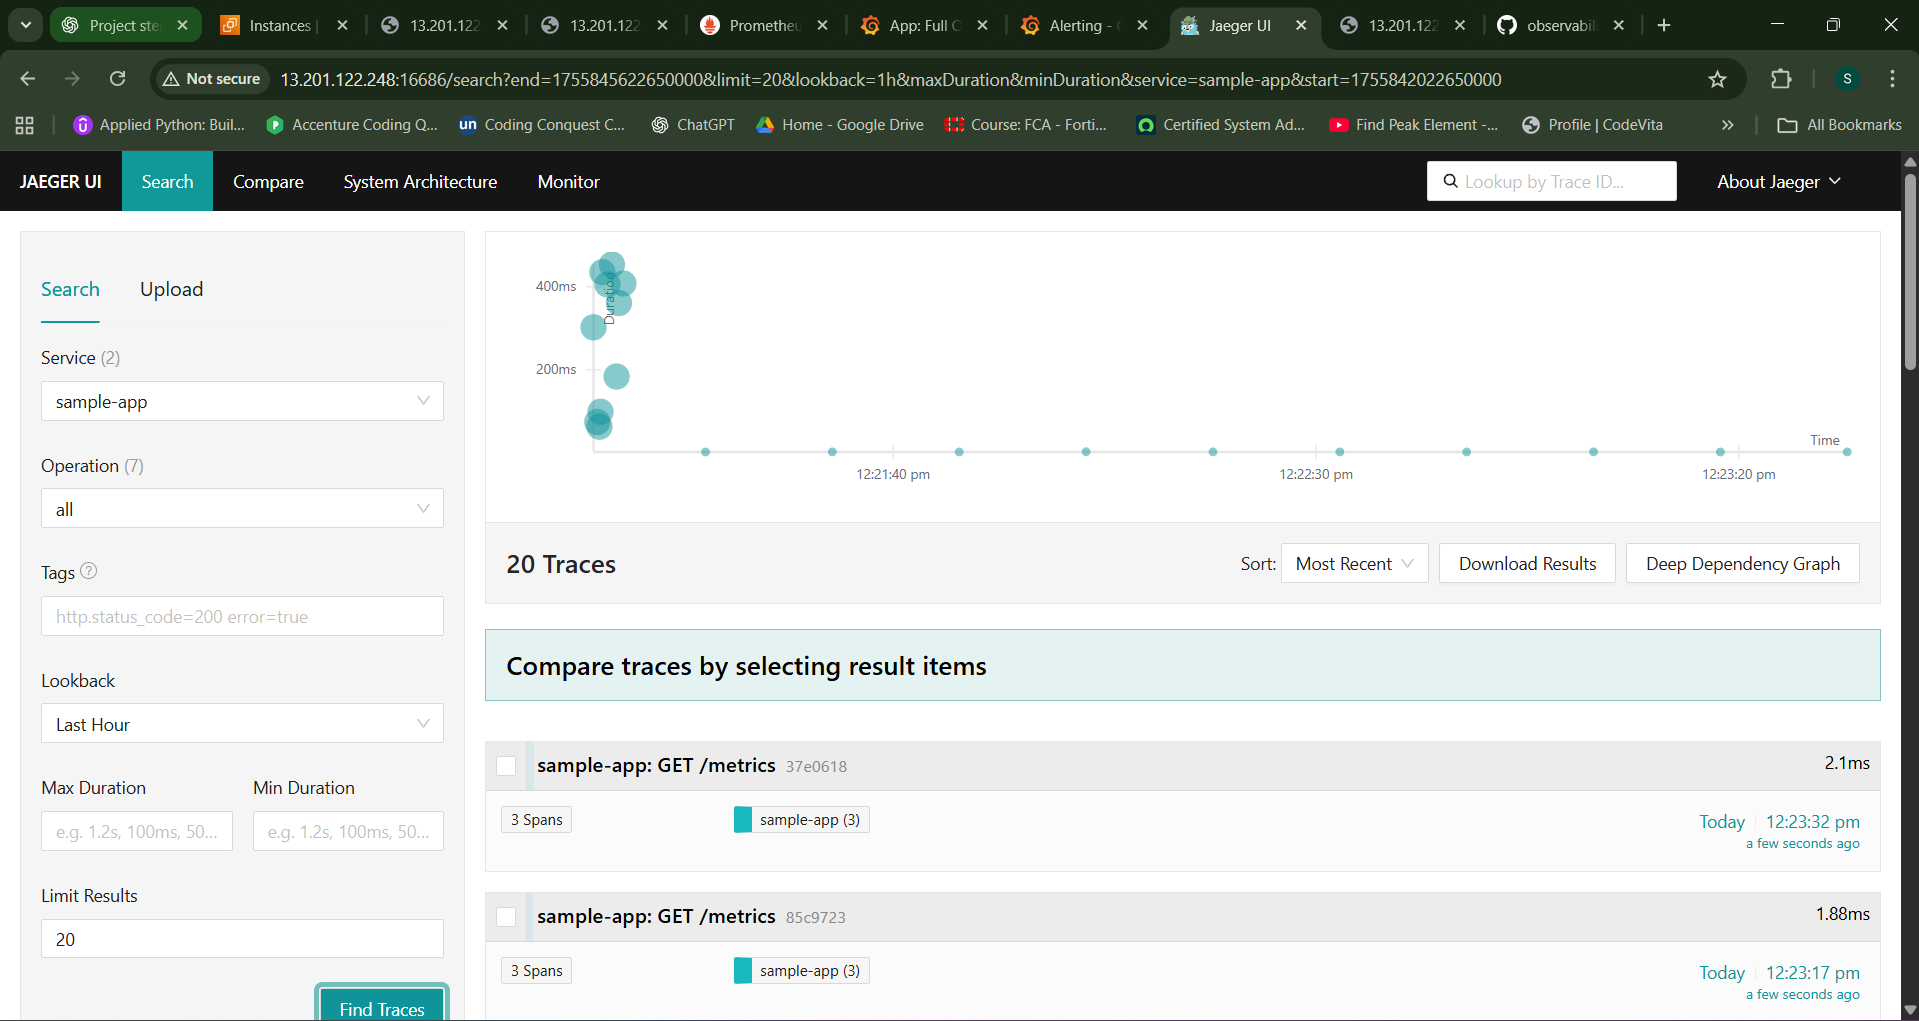 Project ste
Instances |
13.201.122
13.201.122
Prometheu
App: Full O
Alerting -
Jaeger UI
13.201.122
observabil
Not secure
13.201.122.248:16686/search?end=1755845622650000&limit=20&lookback=1h&maxDuration&minDuration&service=sample-app&start=1755842022650000
S
Applied Python: Buil...
Accenture Coding Q...
un Coding Conquest C...
ChatGPT
Home - Google Drive
Course: FCA - Forti...
Certified System Ad...
Find Peak Element -...
Profile | CodeVita
»
All Bookmarks
JAEGER UI
Search
Compare
System Architecture
Monitor
Lookup by Trace ID...
About Jaeger
Search
Upload
Service (2)
sample-app
Operation (7)
all
Tags ?
http.status_code=200 error=true
Lookback
Last Hour
Max Duration
Min Duration
e.g. 1.2s, 100ms, 50...
e.g. 1.2s, 100ms, 50...
Limit Results
20
Find Traces
400ms
200ms
Duration
Time
12:21:40 pm
12:22:30 pm
12:23:20 pm
20 Traces
Sort:
Most Recent
Download Results
Deep Dependency Graph
Compare traces by selecting result items
sample-app: GET /metrics 37e0618
2.1ms
3 Spans
sample-app (3)
Today | 12:23:32 pm
a few seconds ago
sample-app: GET /metrics 85c9723
1.88ms
3 Spans
sample-app (3)
Today | 12:23:17 pm
a few seconds ago